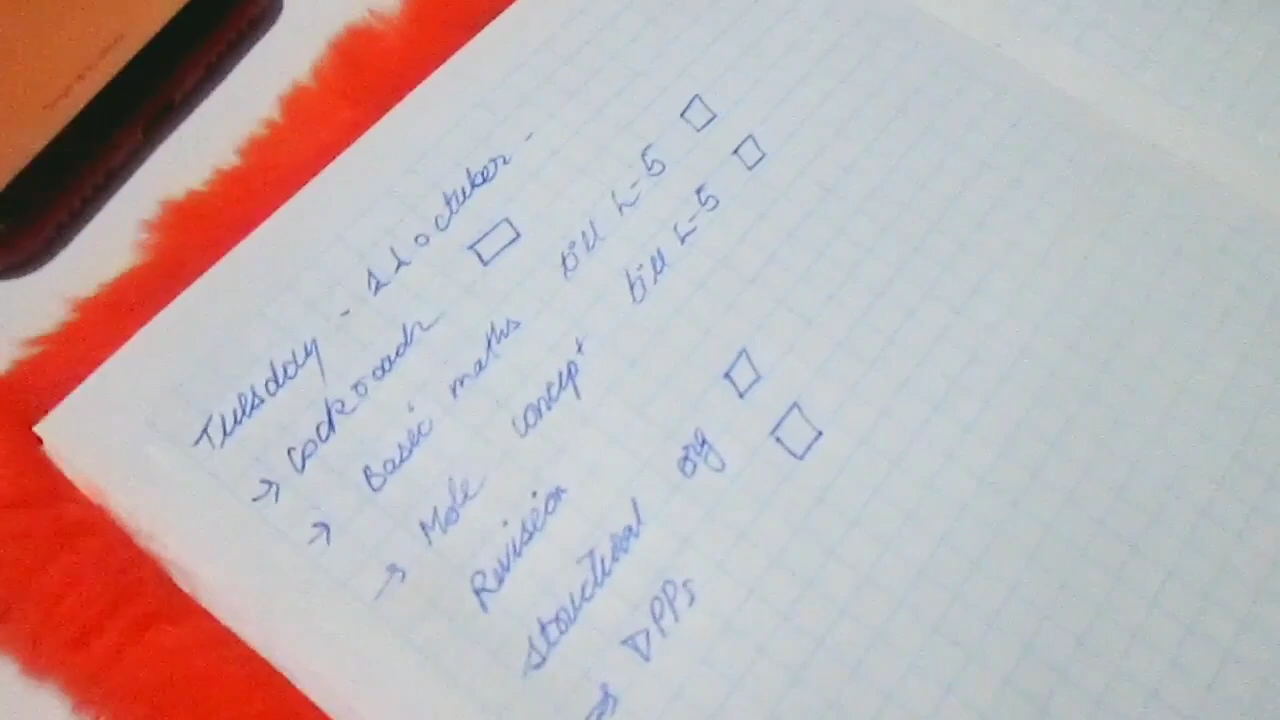 Tuesday - 21 october -
→ Cockroach □
→ Basic maths till L-5 □
→ Mole concept till L-5 □
Revision
structural org □
DPPs □